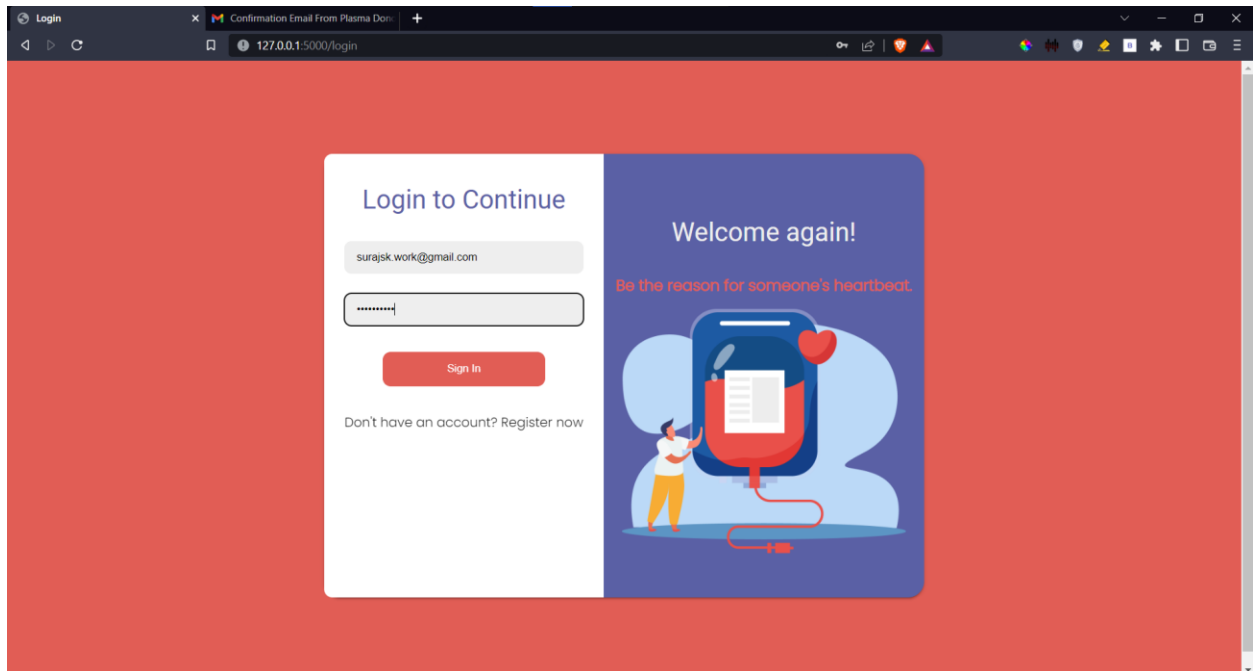 Login
Confirmation Email From Plasma Dono
127.0.0.1:5000/login
Login to Continue
surajsk.work@gmail.com
••••••••••
Sign In
Don't have an account? Register now
Welcome again!
Be the reason for someone's heartbeat.